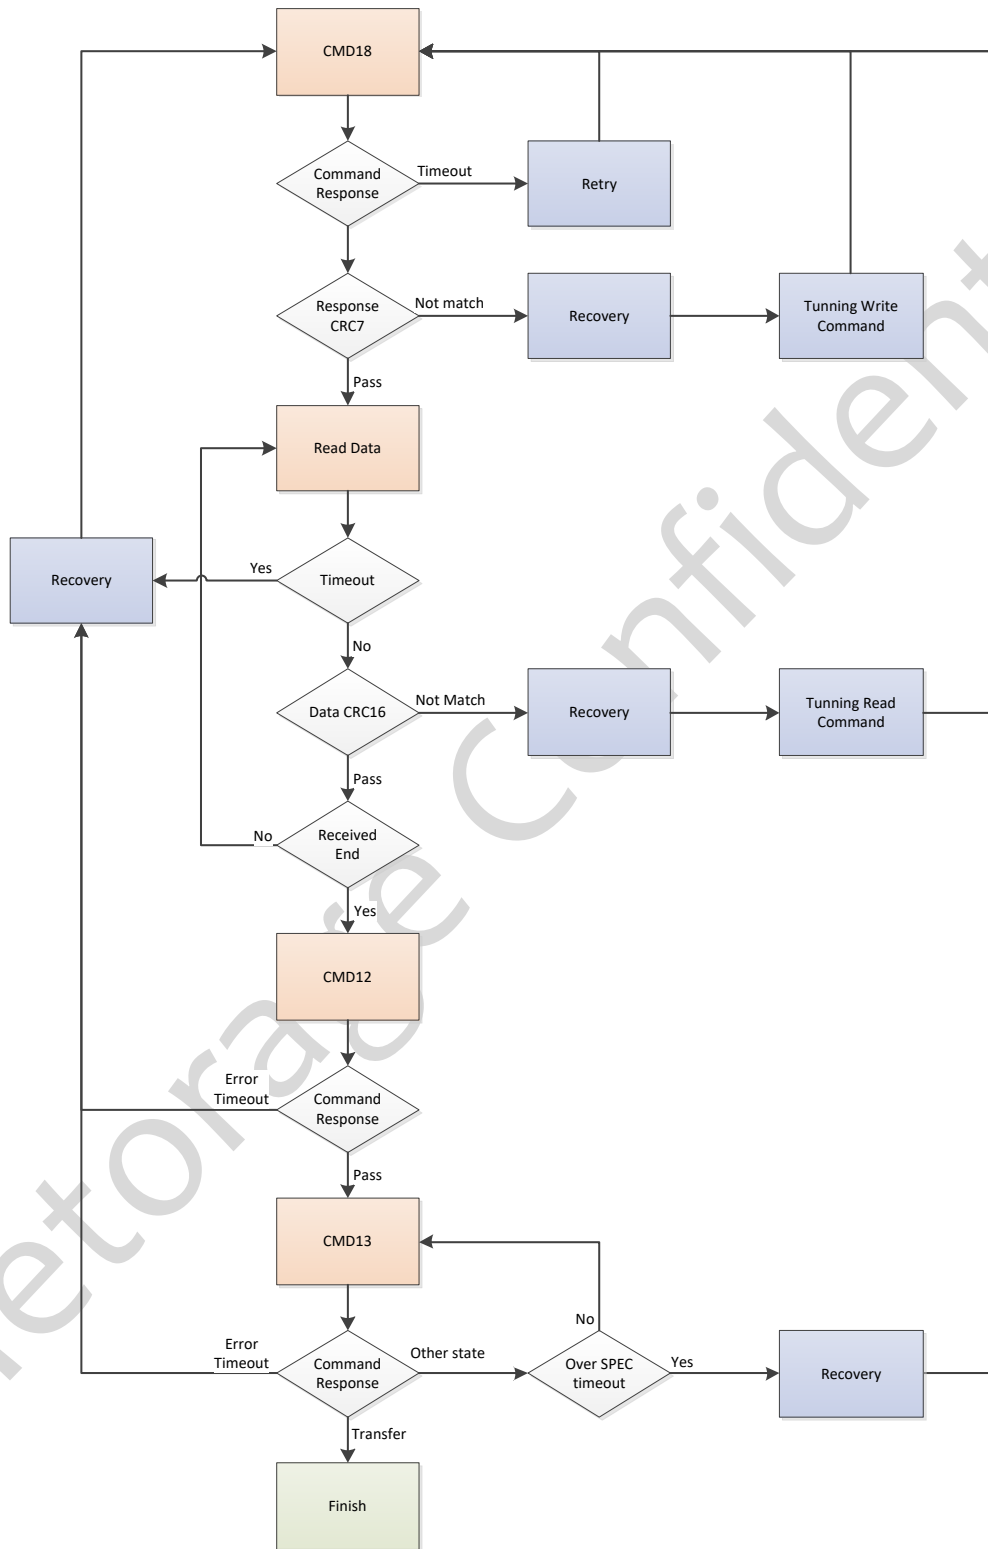 CMD18
Command
Response
Timeout
Retry
Response
CRC7
Not match
Recovery
Tunning Write
Command
Pass
Read Data
Recovery
Yes
Timeout
No
Data CRC16
Not Match
Recovery
Tunning Read
Command
Pass
No
Received
End
Yes
CMD12
Error
Timeout
Command
Response
Pass
CMD13
No
Error
Timeout
Command
Response
Other state
Over SPEC
timeout
Yes
Recovery
Transfer
Finish
etorage Confident